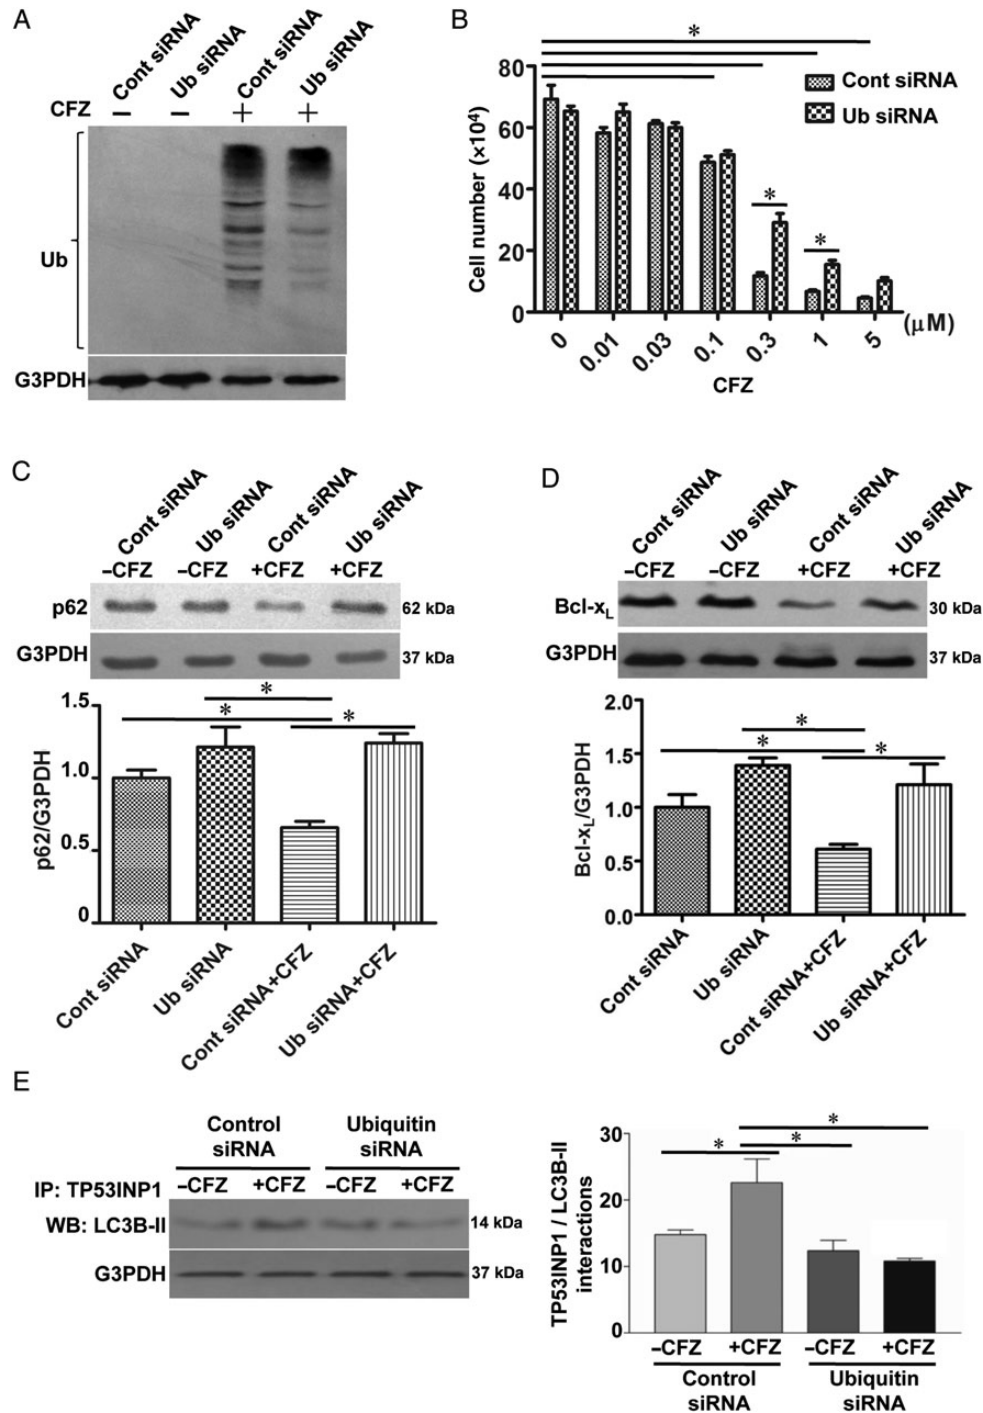 A
Cont siRNA
Ub siRNA
Cont siRNA
Ub siRNA
CFZ − − + +
Ub
G3PDH
B
*
80
60
40
20
0
Cell number (×10⁴)
Cont siRNA
Ub siRNA
*
*
0 0.01 0.03 0.1 0.3 1 5 (μM)
CFZ
C
Cont siRNA
Ub siRNA
Cont siRNA
Ub siRNA
–CFZ –CFZ +CFZ +CFZ
p62 62 kDa
G3PDH 37 kDa
*
* *
1.5
1.0
0.5
0
p62/G3PDH
Cont siRNA
Ub siRNA
Cont siRNA+CFZ
Ub siRNA+CFZ
D
Cont siRNA
Ub siRNA
Cont siRNA
Ub siRNA
–CFZ –CFZ +CFZ +CFZ
Bcl-xL 30 kDa
G3PDH 37 kDa
*
* *
2.0
1.5
1.0
0.5
0.0
Bcl-xL/G3PDH
Cont siRNA
Ub siRNA
Cont siRNA+CFZ
Ub siRNA+CFZ
E
Control siRNA
Ubiquitin siRNA
IP: TP53INP1 –CFZ +CFZ –CFZ +CFZ
WB: LC3B-II 14 kDa
G3PDH 37 kDa
*
* *
30
20
10
0
TP53INP1 / LC3B-II
interactions
–CFZ +CFZ –CFZ +CFZ
Control siRNA
Ubiquitin siRNA